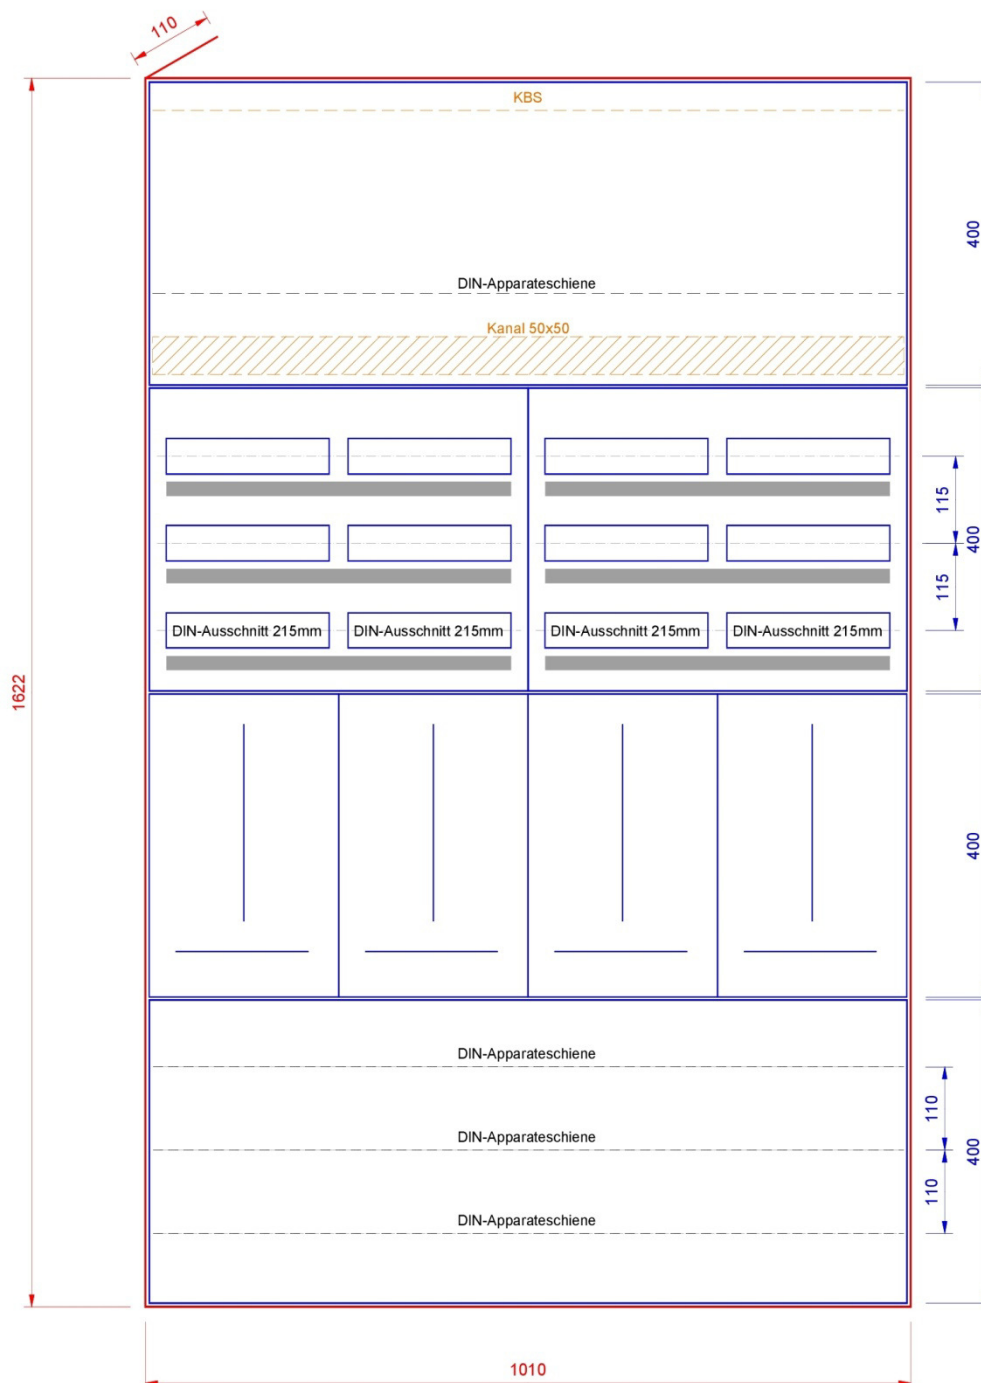 110
KBS
400
DIN-Apparateschiene
Kanal 50x50
115
400
115
DIN-Ausschnitt 215mm DIN-Ausschnitt 215mm DIN-Ausschnitt 215mm DIN-Ausschnitt 215mm
1622
400
DIN-Apparateschiene
110
DIN-Apparateschiene
400
110
DIN-Apparateschiene
1010